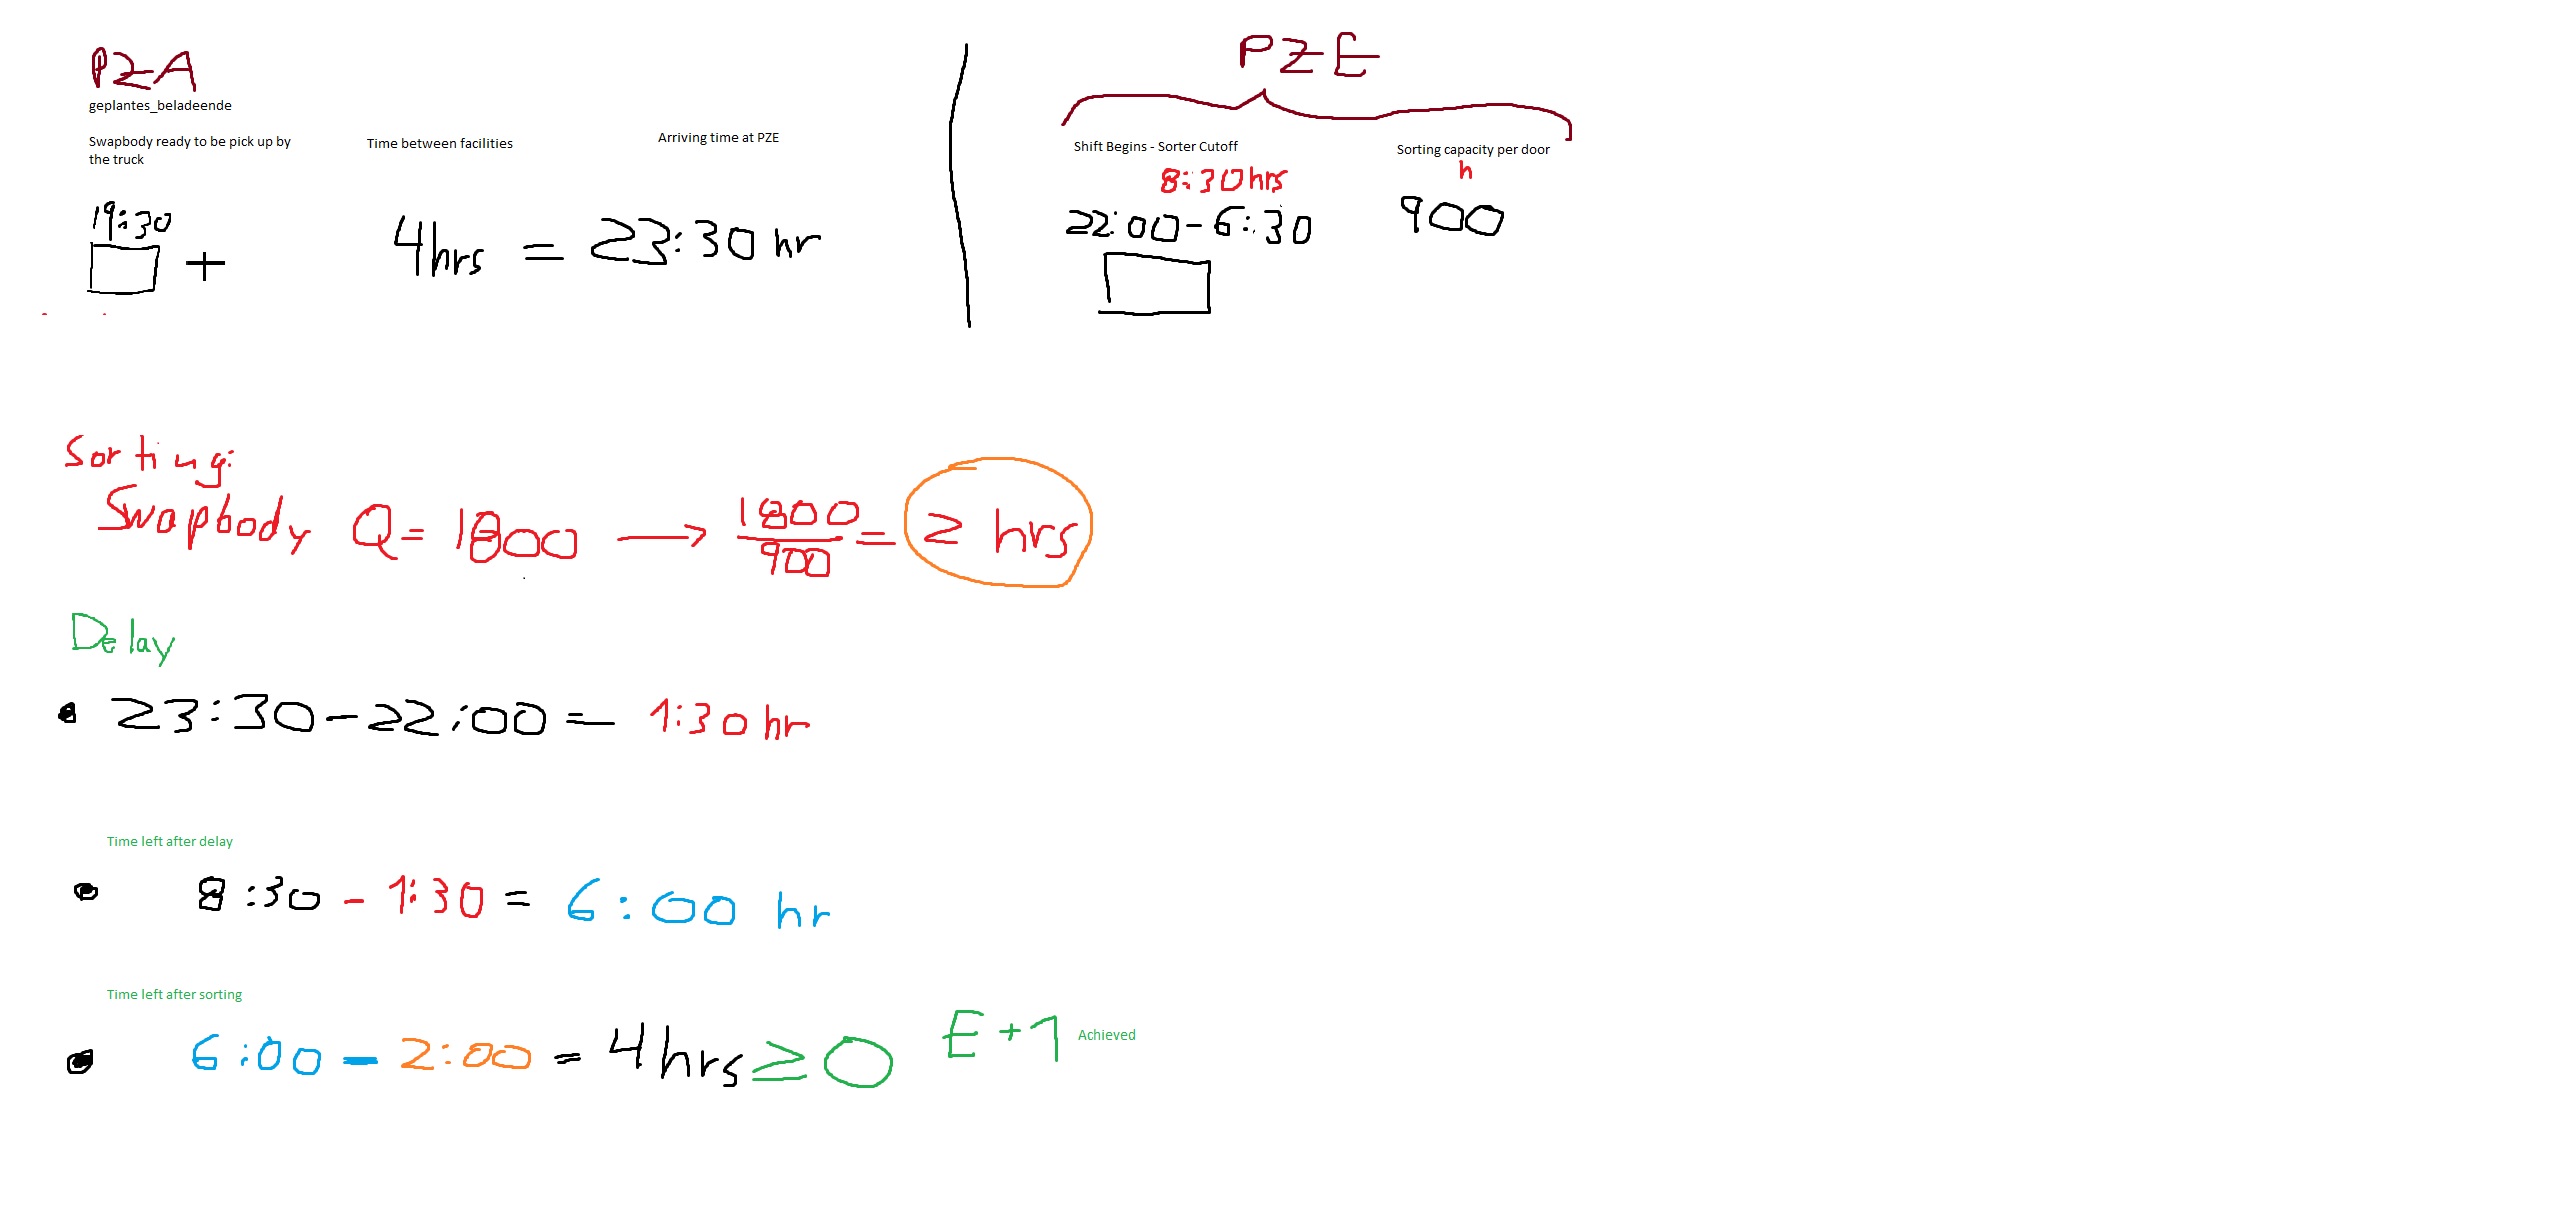 PZA
geplantes_beladeende
Swapbody ready to be pick up by
the truck
Time between facilities
Arriving time at PZE
19:30
+ 4hrs = 23:30 hr
PZE
Shift Begins - Sorter Cutoff
Sorting capacity per door
8:30hrs
h
22:00-6:30
900
Sorting:
Swapbody Q=1800 → 1800/900 = 2 hrs
Delay
• 23:30-22:00= 1:30 hr
Time left after delay
• 8:30 - 1:30 = 6:00 hr
Time left after sorting
• 6:00 - 2:00 = 4hrs ≥0 E+1 Achieved